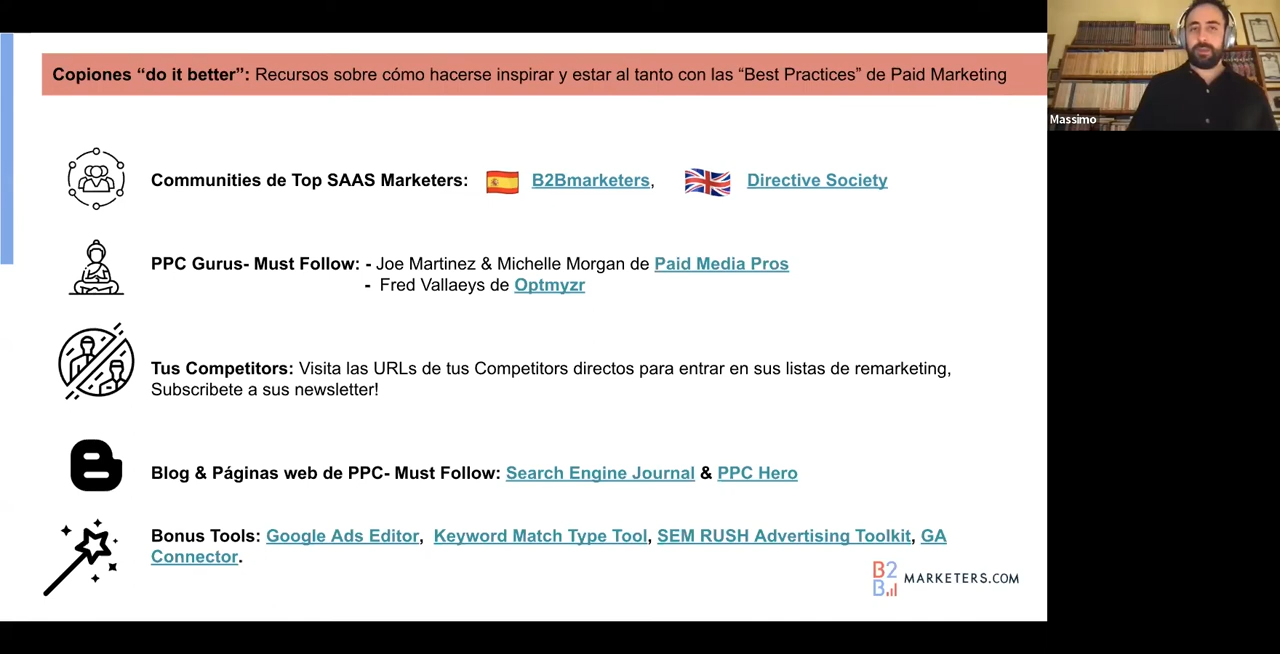 Copiones “do it better”: Recursos sobre cómo hacerse inspirar y estar al tanto con las “Best Practices” de Paid Marketing
Massimo
Communities de Top SAAS Marketers: B2Bmarketers, Directive Society
PPC Gurus- Must Follow: - Joe Martinez & Michelle Morgan de Paid Media Pros
- Fred Vallaeys de Optmyzr
Tus Competitors: Visita las URLs de tus Competitors directos para entrar en sus listas de remarketing,
Subscribete a sus newsletter!
Blog & Páginas web de PPC- Must Follow: Search Engine Journal & PPC Hero
Bonus Tools: Google Ads Editor, Keyword Match Type Tool, SEM RUSH Advertising Toolkit, GA
Connector.
B2B MARKETERS.COM